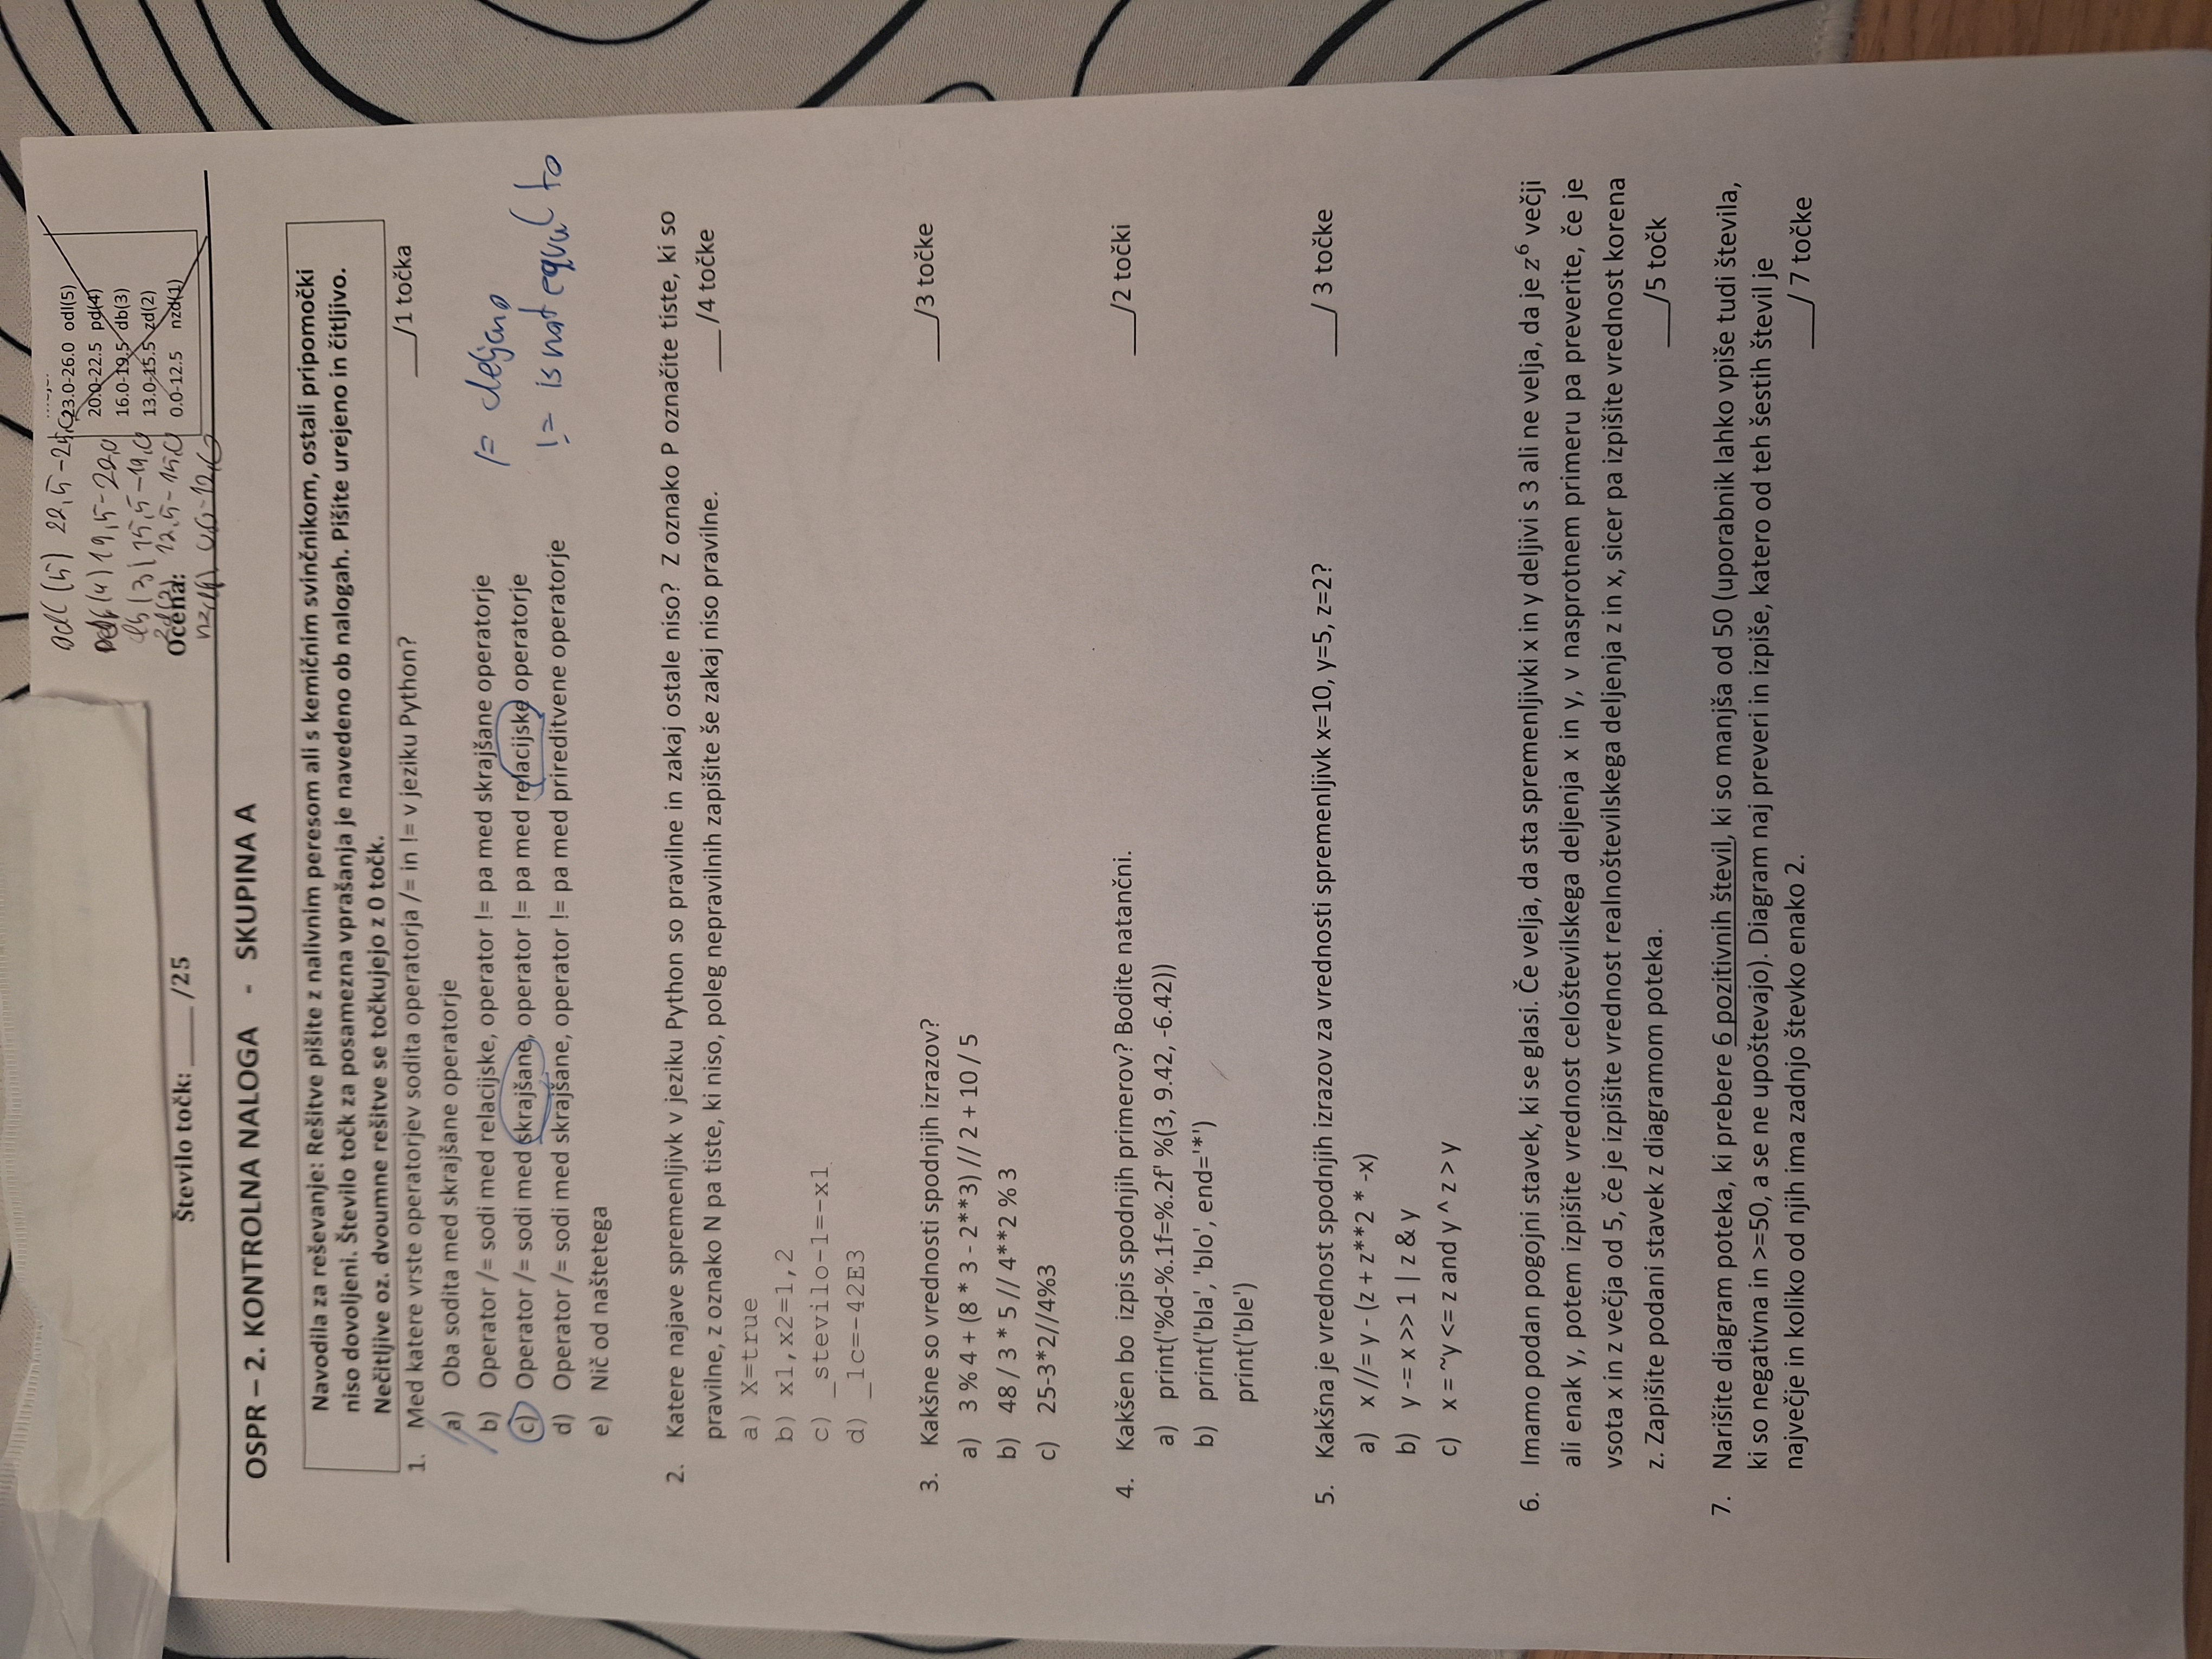 odl (5) 22,5-25,0
pd (4) 19,5-22,0
db (3) 15,5-19,0
zd(2) 12,5-15,0
nzd(1) 0,0-12,0
23.0-26.0 odl(5)
20.0-22.5 pd(4)
16.0-19.5 db(3)
13.0-15.5 zd(2)
0.0-12.5 nzd(1)
Število točk: _____ /25 Ocena:
OSPR – 2. KONTROLNA NALOGA - SKUPINA A
Navodila za reševanje: Rešitve pišite z nalivnim peresom ali s kemičnim svinčnikom, ostali pripomočki
niso dovoljeni. Število točk za posamezna vprašanja je navedeno ob nalogah. Pišite urejeno in čitljivo.
Nečitljive oz. dvoumne rešitve se točkujejo z 0 točk.
1. Med katere vrste operatorjev sodita operatorja /= in != v jeziku Python? ____/1 točka
a) Oba sodita med skrajšane operatorje
b) Operator /= sodi med relacijske, operator != pa med skrajšane operatorje
c) Operator /= sodi med skrajšane, operator != pa med relacijske operatorje
d) Operator /= sodi med skrajšane, operator != pa med prireditvene operatorje
e) Nič od naštetega
/= deljeno
!= is not equal to
2. Katere najave spremenljivk v jeziku Python so pravilne in zakaj ostale niso? Z oznako P označite tiste, ki so
pravilne, z oznako N pa tiste, ki niso, poleg nepravilnih zapišite še zakaj niso pravilne. ____/4 točke
a) X=true
b) x1,x2=1,2
c) _stevilo-1=-x1
d) _1c=-42E3
3. Kakšne so vrednosti spodnjih izrazov? ____/3 točke
a) 3 % 4 + (8 * 3 - 2**3) // 2 + 10 / 5
b) 48 / 3 * 5 // 4**2 % 3
c) 25-3*2//4%3
4. Kakšen bo izpis spodnjih primerov? Bodite natančni. ____/2 točki
a) print('%d-%.1f=%.2f' %(3, 9.42, -6.42))
b) print('bla', 'blo', end='*')
print('ble')
5. Kakšna je vrednost spodnjih izrazov za vrednosti spremenljivk x=10, y=5, z=2? ____/ 3 točke
a) x //= y - (z + z**2 * -x)
b) y -= x >> 1 | z & y
c) x = ~y <= z and y ^ z > y
6. Imamo podan pogojni stavek, ki se glasi. Če velja, da sta spremenljivki x in y deljivi s 3 ali ne velja, da je z⁶ večji
ali enak y, potem izpišite vrednost celoštevilskega deljenja x in y, v nasprotnem primeru pa preverite, če je
vsota x in z večja od 5, če je izpišite vrednost realnoštevilskega deljenja z in x, sicer pa izpišite vrednost korena
z. Zapišite podani stavek z diagramom poteka. ____/5 točk
7. Narišite diagram poteka, ki prebere 6 pozitivnih števil, ki so manjša od 50 (uporabnik lahko vpiše tudi števila,
ki so negativna in >=50, a se ne upoštevajo). Diagram naj preveri in izpiše, katero od teh šestih števil je
največje in koliko od njih ima zadnjo števko enako 2. ____/ 7 točke